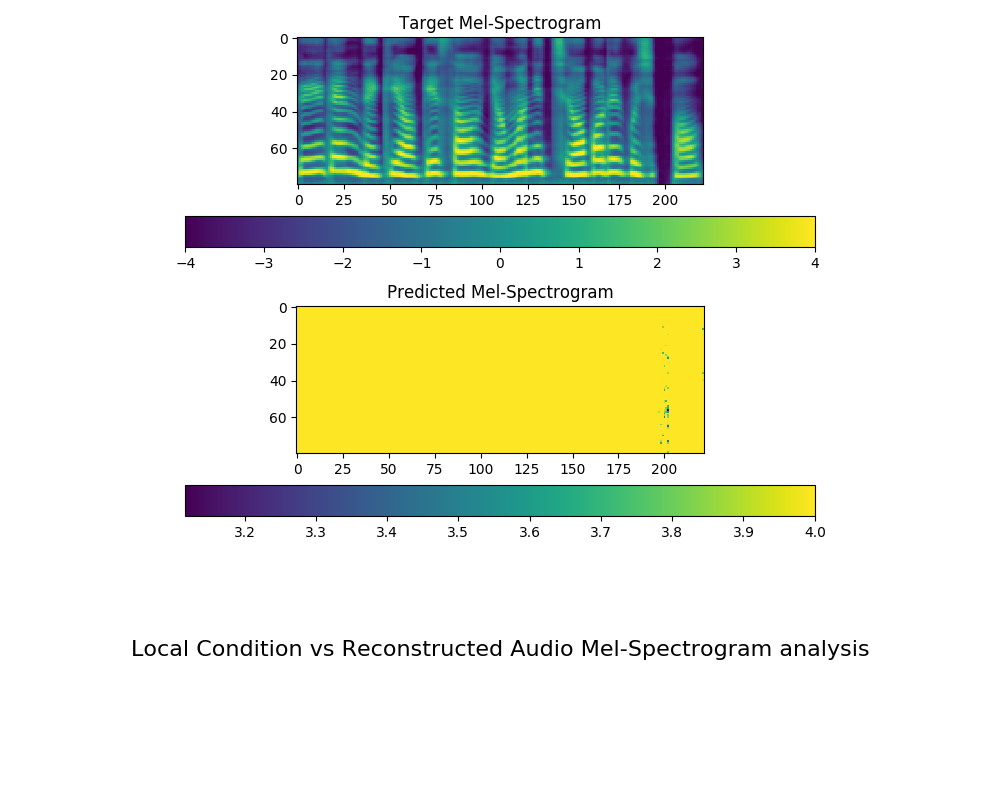 Target Mel-Spectrogram
0
20
40
60
0 25 50 75 100 125 150 175 200
−4 −3 −2 −1 0 1 2 3 4
Predicted Mel-Spectrogram
0
20
40
60
0 25 50 75 100 125 150 175 200
3.2 3.3 3.4 3.5 3.6 3.7 3.8 3.9 4.0
Local Condition vs Reconstructed Audio Mel-Spectrogram analysis